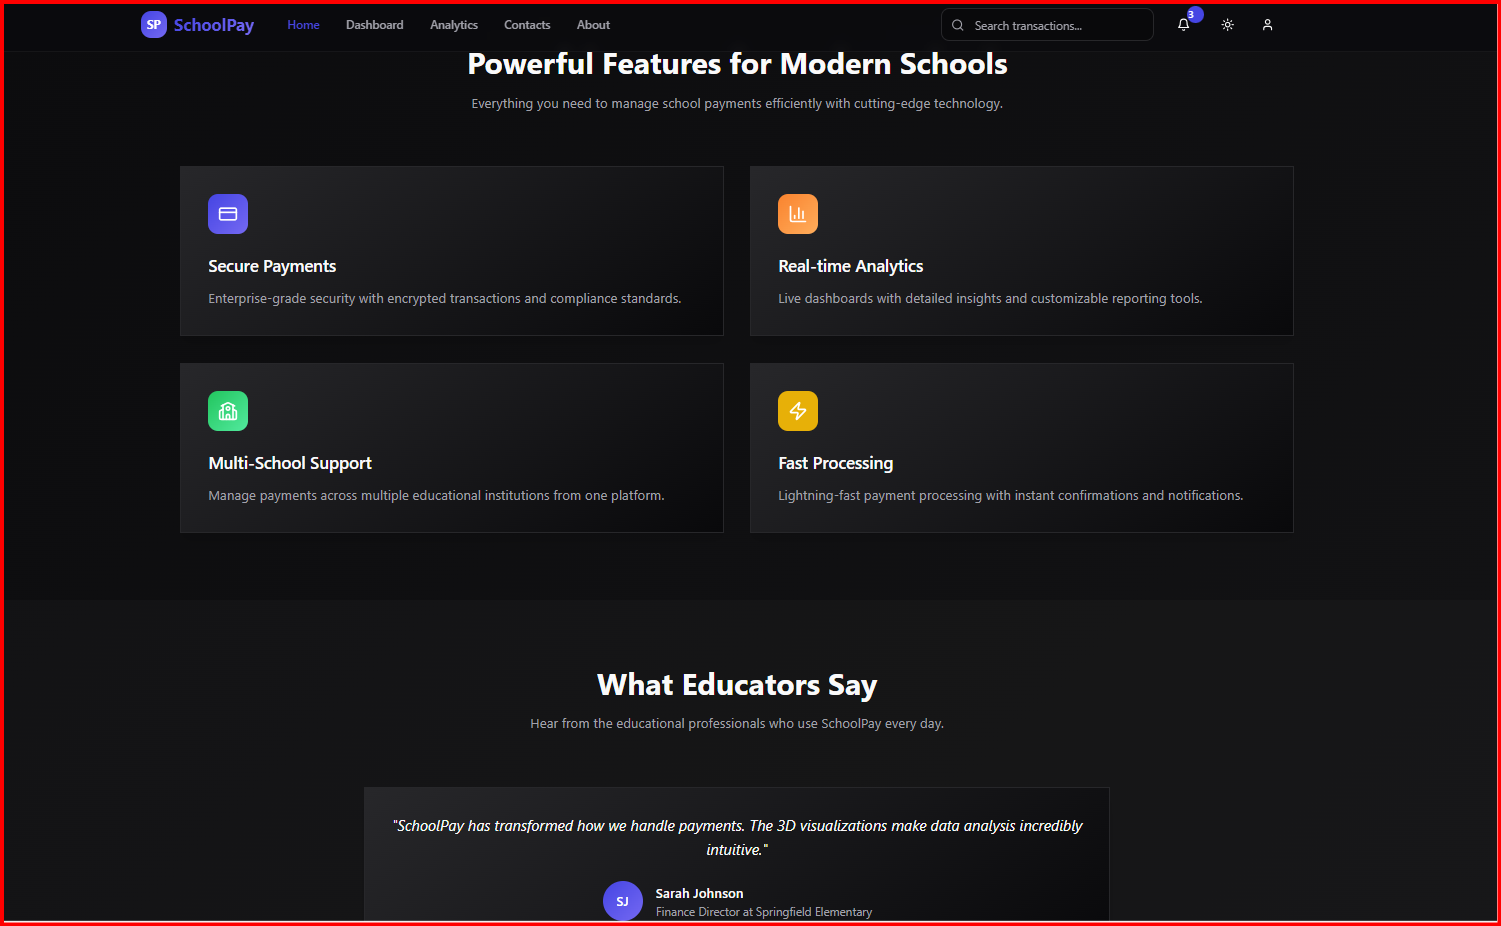 SP SchoolPay Home Dashboard Analytics Contacts About Search transactions... 3
Powerful Features for Modern Schools
Everything you need to manage school payments efficiently with cutting-edge technology.
Secure Payments
Enterprise-grade security with encrypted transactions and compliance standards.
Real-time Analytics
Live dashboards with detailed insights and customizable reporting tools.
Multi-School Support
Manage payments across multiple educational institutions from one platform.
Fast Processing
Lightning-fast payment processing with instant confirmations and notifications.
What Educators Say
Hear from the educational professionals who use SchoolPay every day.
"SchoolPay has transformed how we handle payments. The 3D visualizations make data analysis incredibly
intuitive."
SJ
Sarah Johnson
Finance Director at Springfield Elementary